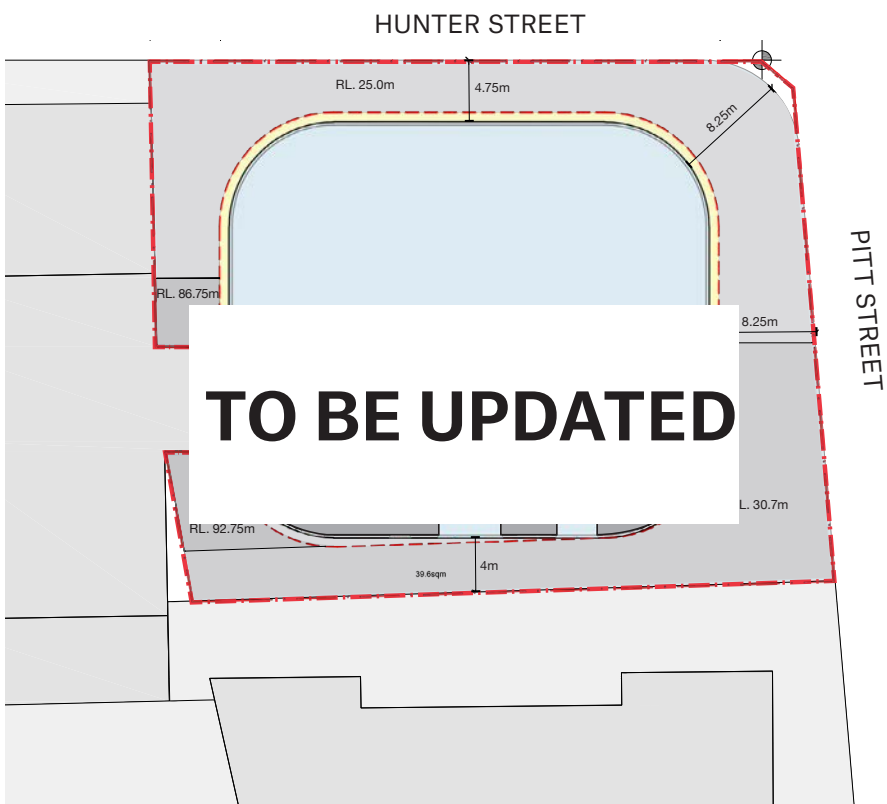 HUNTER STREET
RL. 25.0m
4.75m
8.25m
PITT STREET
RL. 86.75m
8.25m
TO BE UPDATED
L. 30.7m
RL. 92.75m
4m
39.6sqm